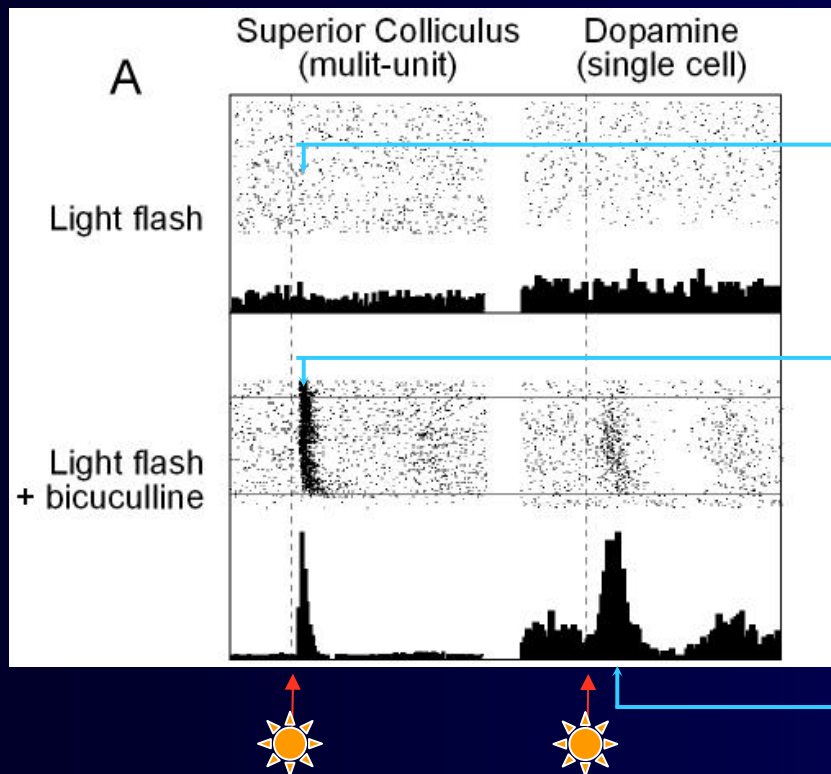 Superior Colliculus
(mulit-unit)
Dopamine
(single cell)
A
Light flash
Light flash
+ bicuculline